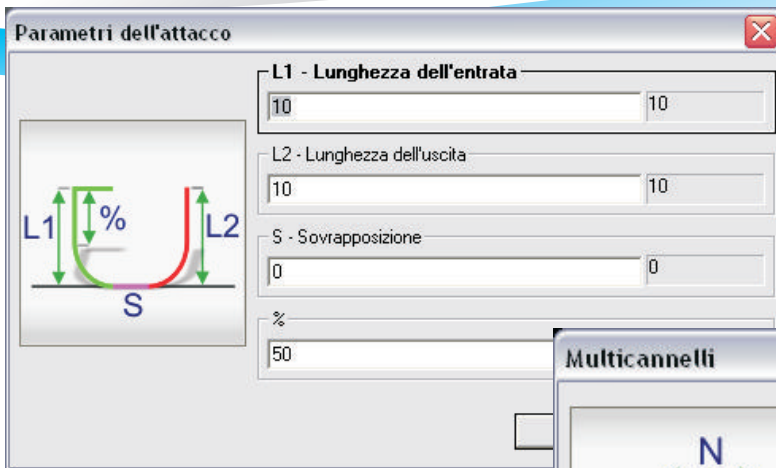 Parametri dell'attacco
L1 - Lunghezza dell'entrata
10 10
L2 - Lunghezza dell'uscita
10 10
S - Sovrapposizione
0 0
%
50
L1 % L2
S
Multicannelli
N